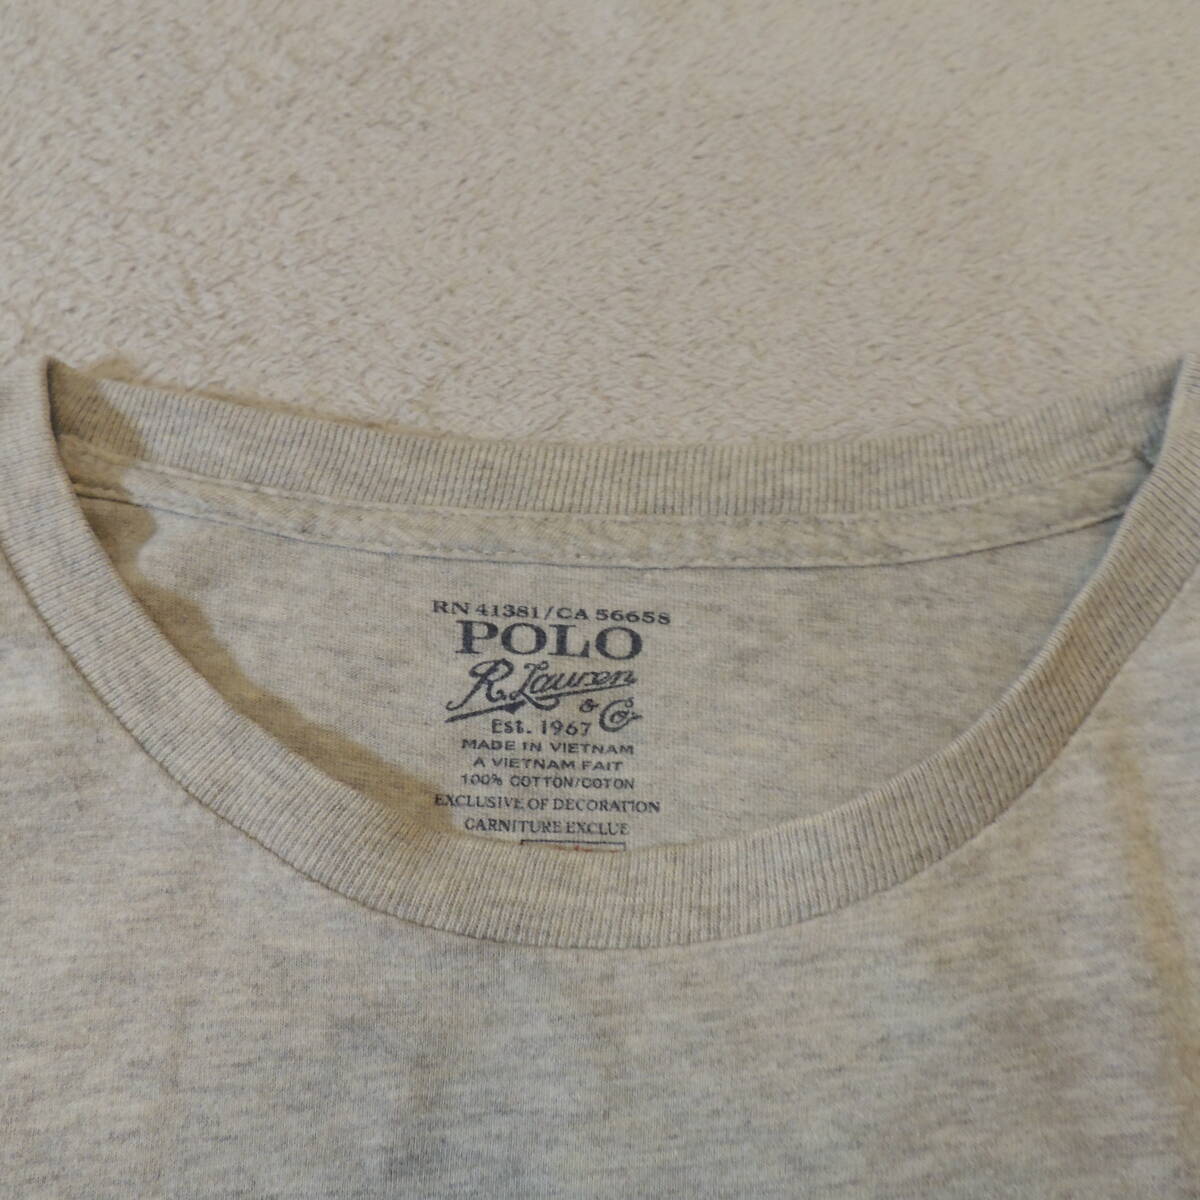 RN 41381/CA 56658
POLO
R. Lauren
& Co
Est. 1967
MADE IN VIETNAM
A VIETNAM FAIT
100% COTTON/COTON
EXCLUSIVE OF DECORATION
GARNITURE EXCLUE